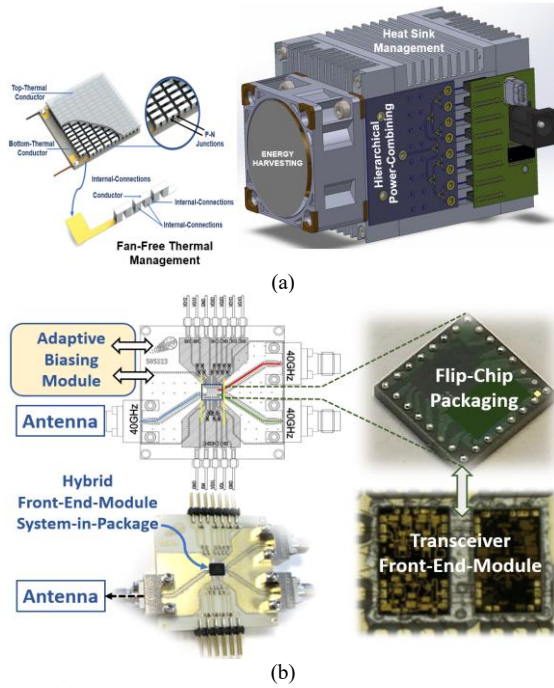 Heat Sink
Management
Top-Thermal
Conductor
Bottom-Thermal
Conductor
P-N
Junctions
Internal-Connections
Conductor
Internal-Connections
Internal-Connections
Fan-Free Thermal
Management
ENERGY
HARVESTING
Hierarchical
Power-Combining
(a)
Adaptive
Biasing
Module
Antenna
40GHz
40GHz
40GHz
Flip-Chip
Packaging
Hybrid
Front-End-Module
System-in-Package
Antenna
Transceiver
Front-End-Module
(b)